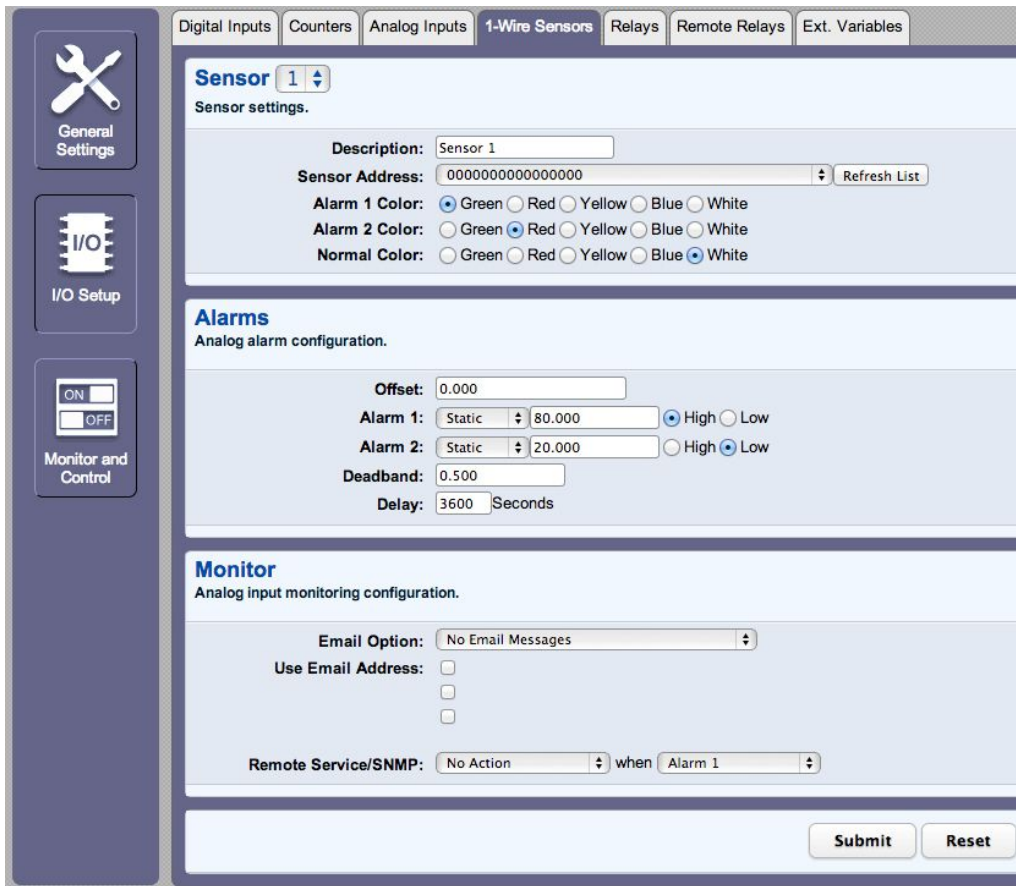 Digital Inputs Counters Analog Inputs 1-Wire Sensors Relays Remote Relays Ext. Variables
General
Settings
I/O
I/O Setup
ON
OFF
Monitor and
Control
Sensor 1
Sensor settings.
Description: Sensor 1
Sensor Address: 0000000000000000 Refresh List
Alarm 1 Color: Green Red Yellow Blue White
Alarm 2 Color: Green Red Yellow Blue White
Normal Color: Green Red Yellow Blue White
Alarms
Analog alarm configuration.
Offset: 0.000
Alarm 1: Static 80.000 High Low
Alarm 2: Static 20.000 High Low
Deadband: 0.500
Delay: 3600 Seconds
Monitor
Analog input monitoring configuration.
Email Option: No Email Messages
Use Email Address:
Remote Service/SNMP: No Action when Alarm 1
Submit Reset